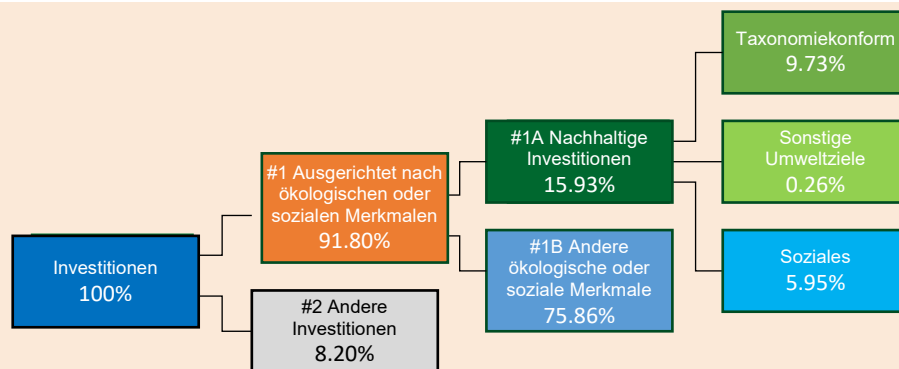 Investitionen
100%
#1 Ausgerichtet nach
ökologischen oder
sozialen Merkmalen
91.80%
#2 Andere
Investitionen
8.20%
#1A Nachhaltige
Investitionen
15.93%
#1B Andere
ökologische oder
soziale Merkmale
75.86%
Taxonomiekonform
9.73%
Sonstige
Umweltziele
0.26%
Soziales
5.95%